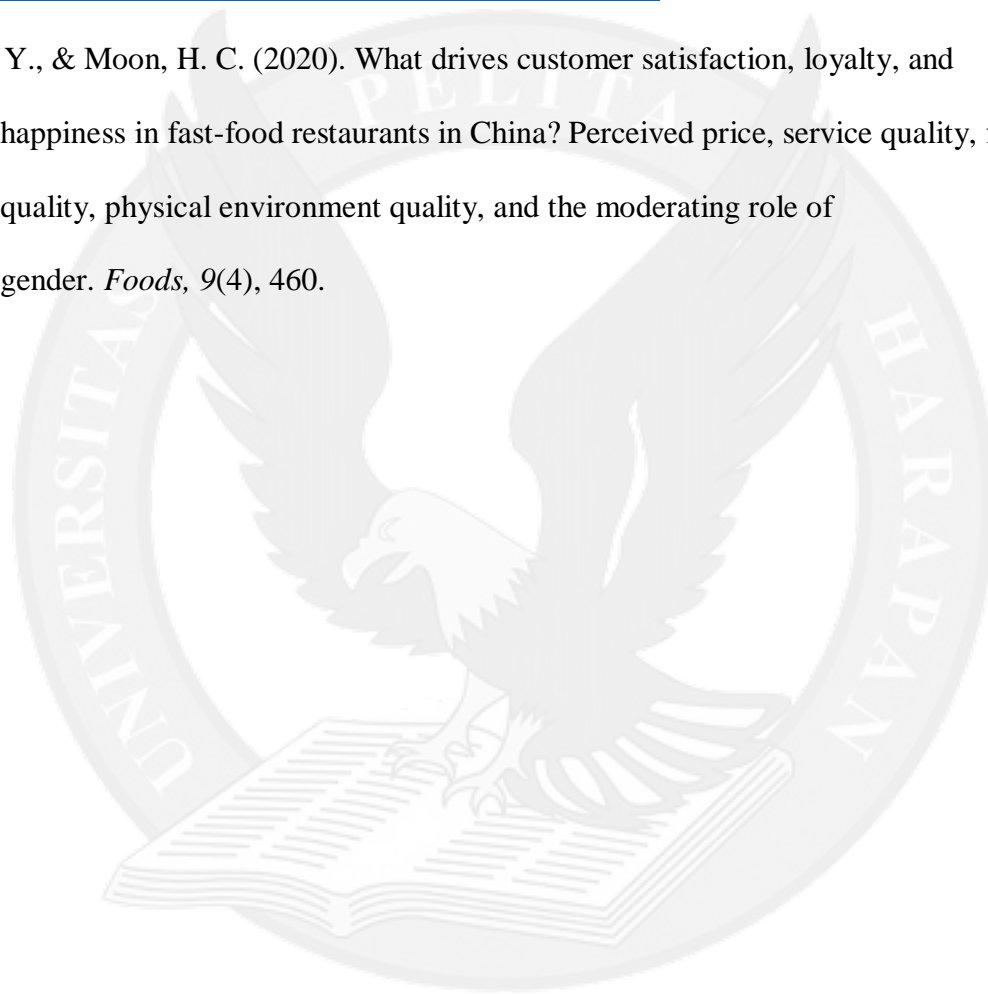 Y., & Moon, H. C. (2020). What drives customer satisfaction, loyalty, and
happiness in fast-food restaurants in China? Perceived price, service quality,
quality, physical environment quality, and the moderating role of
gender. Foods, 9(4), 460.
UNIVERSITAS PELITA HARAPAN